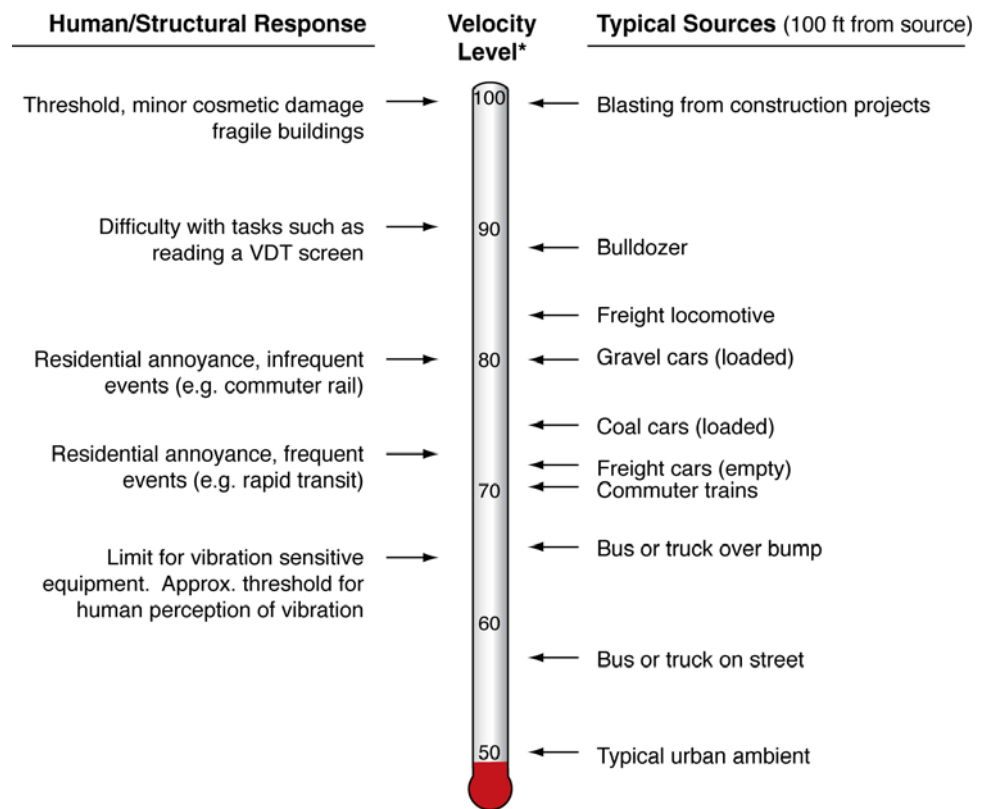 Human/Structural Response
Velocity
Level*
Typical Sources (100 ft from source)
Threshold, minor cosmetic damage
fragile buildings
100
Blasting from construction projects
Difficulty with tasks such as
reading a VDT screen
90
Bulldozer
Freight locomotive
Residential annoyance, infrequent
events (e.g. commuter rail)
80
Gravel cars (loaded)
Coal cars (loaded)
Residential annoyance, frequent
events (e.g. rapid transit)
Freight cars (empty)
70
Commuter trains
Limit for vibration sensitive
equipment. Approx. threshold for
human perception of vibration
Bus or truck over bump
60
Bus or truck on street
50
Typical urban ambient